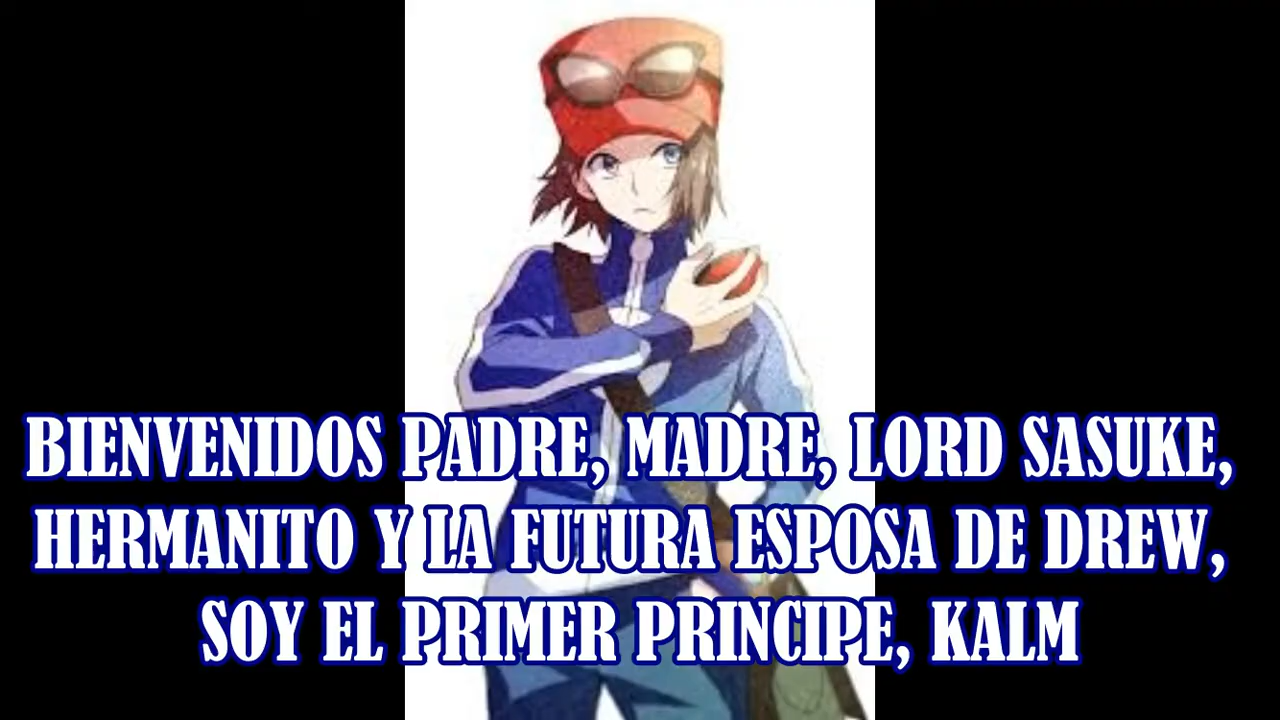 BIENVENIDOS PADRE, MADRE, LORD SASUKE,
HERMANITO Y LA FUTURA ESPOSA DE DREW,
SOY EL PRIMER PRINCIPE, KALM